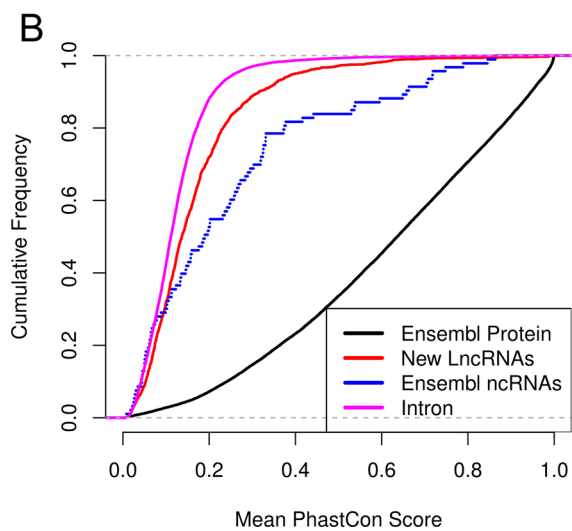 B
Cumulative Frequency
1.0
0.8
0.6
0.4
0.2
0.0
0.0 0.2 0.4 0.6 0.8 1.0
Mean PhastCon Score
Ensembl Protein
New LncRNAs
Ensembl ncRNAs
Intron